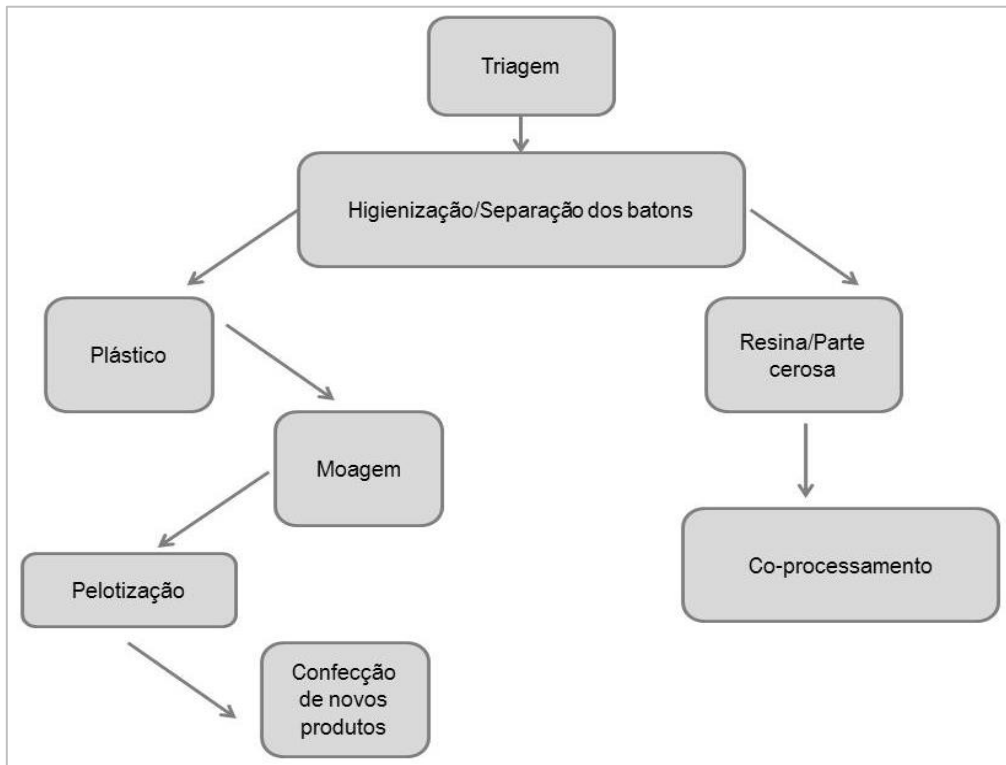 Triagem
Higienização/Separação dos batons
Plástico
Resina/Parte
cerosa
Moagem
Co-processamento
Pelotização
Confecção
de novos
produtos